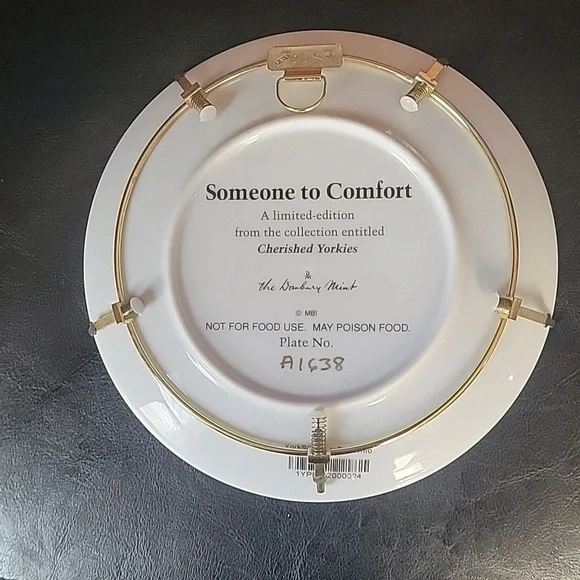 Someone to Comfort
A limited-edition
from the collection entitled
Cherished Yorkies
the Danbury Mint
© MBI
NOT FOR FOOD USE. MAY POISON FOOD.
Plate No.
A1638